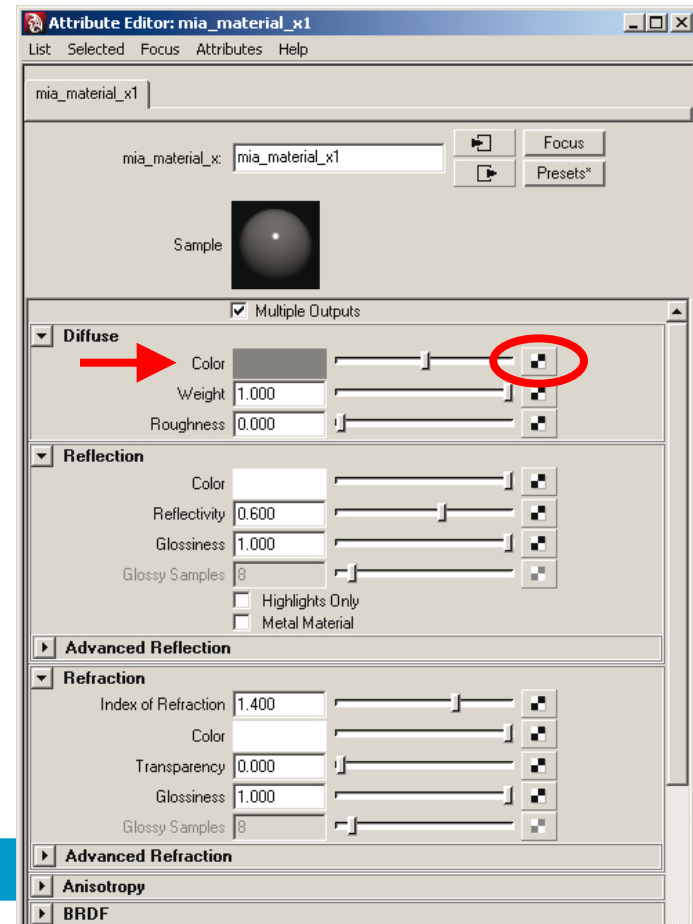 Attribute Editor: mia_material_x1
List Selected Focus Attributes Help
mia_material_x1
mia_material_x: mia_material_x1 Focus
Presets*
Sample
Multiple Outputs
Diffuse
Color
Weight 1.000
Roughness 0.000
Reflection
Color
Reflectivity 0.600
Glossiness 1.000
Glossy Samples 8
Highlights Only
Metal Material
Advanced Reflection
Refraction
Index of Refraction 1.400
Color
Transparency 0.000
Glossiness 1.000
Glossy Samples 8
Advanced Refraction
Anisotropy
BRDF